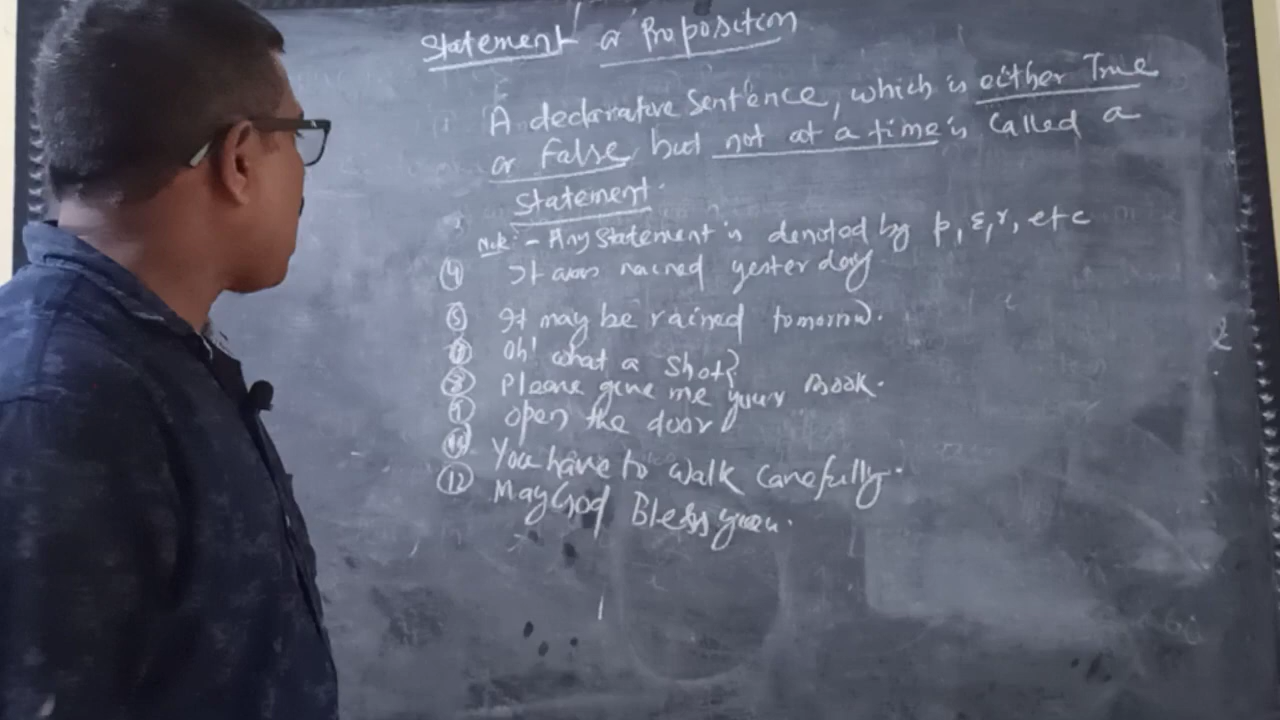 Statement or Proposition
A declarative sentence, which is either True
or False, but not at a time is called a
statement.
Note:- Any statement is denoted by p, q, r, etc
④ It was rained yesterday
⑤ It may be rained tomorrow.
Oh! what a shot?
⑧ Please give me your Book.
⑨ open the door
You have to walk carefully.
⑫ May God Bless you.